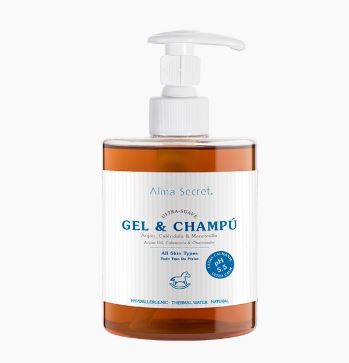 Alma Secret.
ULTRA-SUAVE
GEL & CHAMPÚ
Argán, Caléndula & Manzanilla
Argan Oil, Calendula & Chamomile
All Skin Types
Todo Tipo De Pieles
pH
5.5
HYPOALLERGENIC · THERMAL WATER · NATURAL